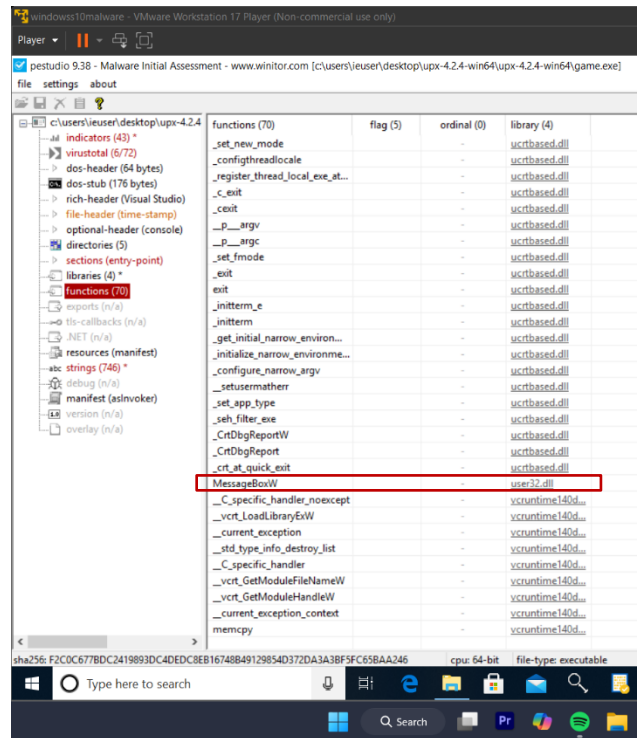 windowss10malware - VMware Workstation 17 Player (Non-commercial use only)
Player
pestudio 9.38 - Malware Initial Assessment - www.winitor.com [c:\users\ieuser\desktop\upx-4.2.4-win64\upx-4.2.4-win64\game.exe]
file settings about
c:\users\ieuser\desktop\upx-4.2.4
indicators (43) *
virustotal (6/72)
dos-header (64 bytes)
dos-stub (176 bytes)
rich-header (Visual Studio)
file-header (time-stamp)
optional-header (console)
directories (5)
sections (entry-point)
libraries (4) *
functions (70)
exports (n/a)
tls-callbacks (n/a)
.NET (n/a)
resources (manifest)
abc strings (746) *
debug (n/a)
manifest (asInvoker)
1.0 version (n/a)
overlay (n/a)
functions (70) flag (5) ordinal (0) library (4)
_set_new_mode - ucrtbased.dll
_configthreadlocale - ucrtbased.dll
_register_thread_local_exe_at... - ucrtbased.dll
_c_exit - ucrtbased.dll
_cexit - ucrtbased.dll
__p__argv - ucrtbased.dll
__p__argc - ucrtbased.dll
_set_fmode - ucrtbased.dll
_exit - ucrtbased.dll
exit - ucrtbased.dll
_initterm_e - ucrtbased.dll
_initterm - ucrtbased.dll
_get_initial_narrow_environ... - ucrtbased.dll
_initialize_narrow_environme... - ucrtbased.dll
_configure_narrow_argv - ucrtbased.dll
__setusermatherr - ucrtbased.dll
_set_app_type - ucrtbased.dll
_seh_filter_exe - ucrtbased.dll
_CrtDbgReportW - ucrtbased.dll
_CrtDbgReport - ucrtbased.dll
_crt_at_quick_exit - ucrtbased.dll
MessageBoxW - user32.dll
__C_specific_handler_noexcept - vcruntime140d...
__vcrt_LoadLibraryExW - vcruntime140d...
__current_exception - vcruntime140d...
__std_type_info_destroy_list - vcruntime140d...
__C_specific_handler - vcruntime140d...
__vcrt_GetModuleFileNameW - vcruntime140d...
__vcrt_GetModuleHandleW - vcruntime140d...
__current_exception_context - vcruntime140d...
memcpy - vcruntime140d...
sha256: F2C0C677BDC2419893DC4DEDC8EB16748B49129854D372DA3A3BF5FC65BAA246 cpu: 64-bit file-type: executable
Type here to search
Search
Pr